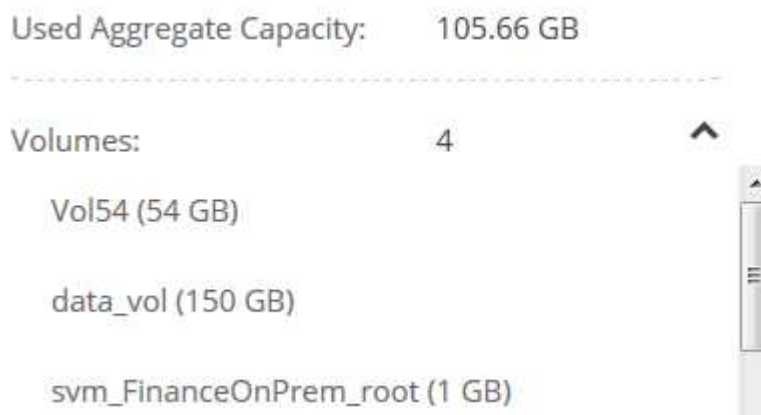 Used Aggregate Capacity: 105.66 GB
Volumes: 4
Vol54 (54 GB)
data_vol (150 GB)
svm_FinanceOnPrem_root (1 GB)